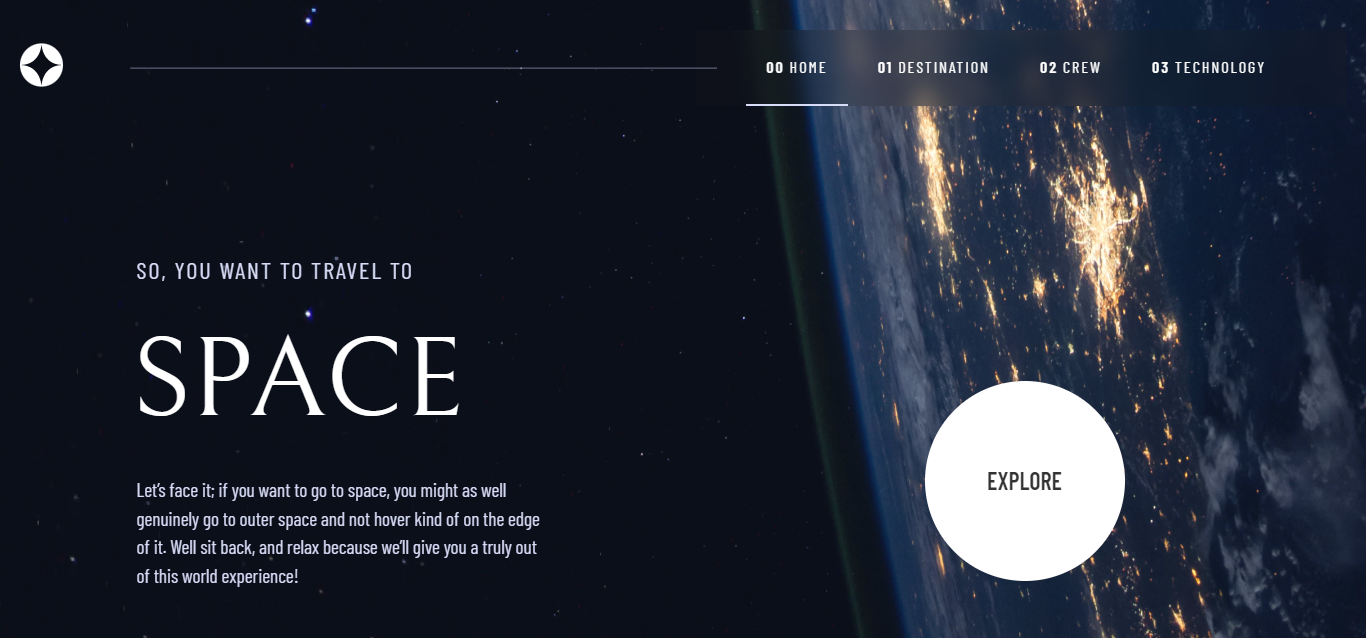 00 HOME 01 DESTINATION 02 CREW 03 TECHNOLOGY
SO, YOU WANT TO TRAVEL TO
SPACE
Let’s face it; if you want to go to space, you might as well
genuinely go to outer space and not hover kind of on the edge
of it. Well sit back, and relax because we’ll give you a truly out
of this world experience!
EXPLORE